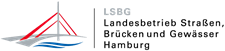 LSBG
Landesbetrieb Straßen,
Brücken und Gewässer
Hamburg